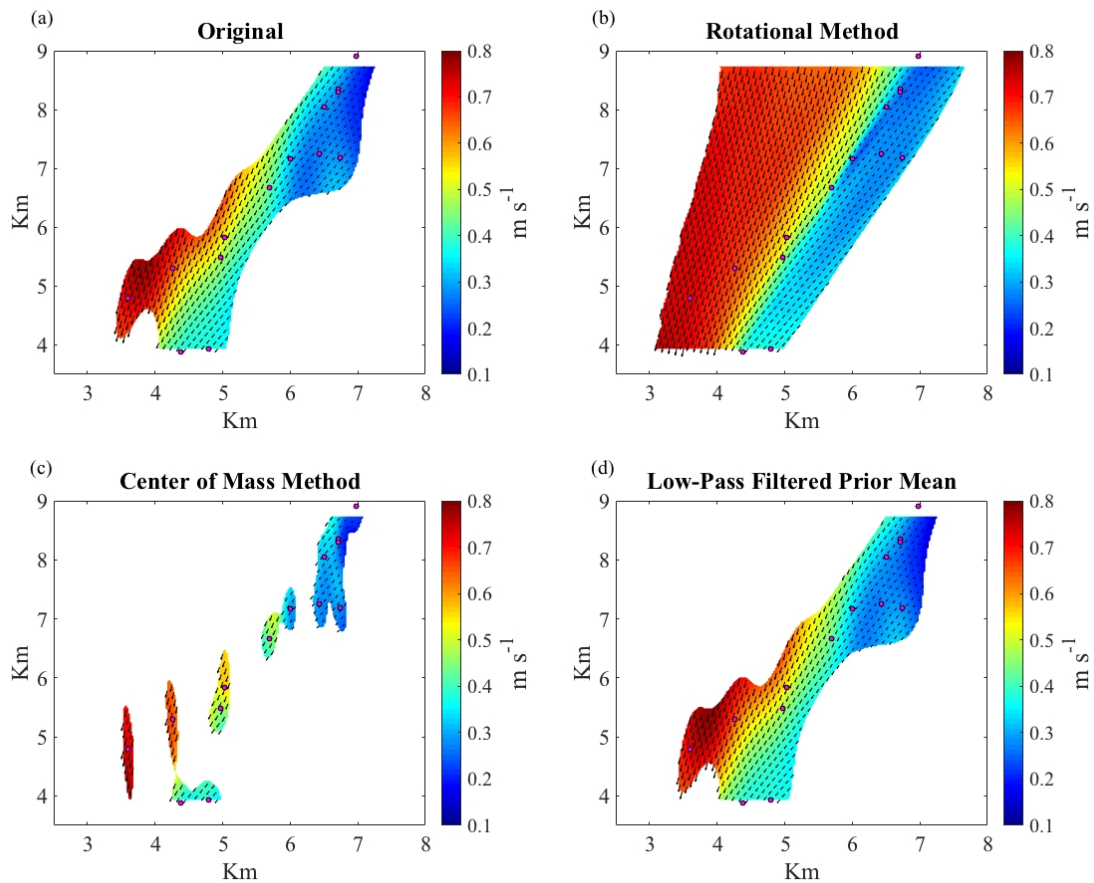 (a)
Original
9
8
7
6
5
4
Km
3 4 5 6 7 8
Km
0.8
0.7
0.6
0.5
0.4
0.3
0.2
0.1
m s-1
(b)
Rotational Method
9
8
7
6
5
4
Km
3 4 5 6 7 8
Km
0.8
0.7
0.6
0.5
0.4
0.3
0.2
0.1
m s-1
(c)
Center of Mass Method
9
8
7
6
5
4
Km
3 4 5 6 7 8
Km
0.8
0.7
0.6
0.5
0.4
0.3
0.2
0.1
m s-1
(d)
Low-Pass Filtered Prior Mean
9
8
7
6
5
4
Km
3 4 5 6 7 8
Km
0.8
0.7
0.6
0.5
0.4
0.3
0.2
0.1
m s-1